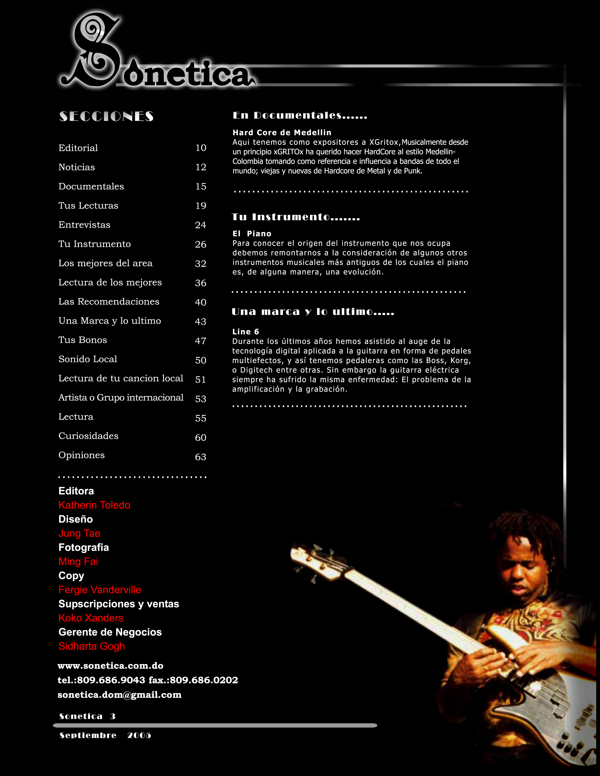 Sonetica
SECCIONES
Editorial 10
Noticias 12
Documentales 15
Tus Lecturas 19
Entrevistas 24
Tu Instrumento 26
Los mejores del area 32
Lectura de los mejores 36
Las Recomendaciones 40
Una Marca y lo ultimo 43
Tus Bonos 47
Sonido Local 50
Lectura de tu cancion local 51
Artista o Grupo internacional 53
Lectura 55
Curiosidades 60
Opiniones 63
Editora
Katherin Toledo
Diseño
Jung Tae
Fotografia
Ming Fai
Copy
Fergie Vanderville
Supscripciones y ventas
Koko Xanders
Gerente de Negocios
Sidharta Gogh
www.sonetica.com.do
tel.:809.686.9043 fax.:809.686.0202
sonetica.dom@gmail.com
Sonetica 3
Septiembre 2005
En Documentales......
Hard Core de Medellin
Aqui tenemos como expositores a XGritox,Musicalmente desde
un principio xGRITOx ha querido hacer HardCore al estilo Medellin-
Colombia tomando como referencia e influencia a bandas de todo el
mundo; viejas y nuevas de Hardcore de Metal y de Punk.
Tu Instrumento.......
El Piano
Para conocer el origen del instrumento que nos ocupa
debemos remontarnos a la consideración de algunos otros
instrumentos musicales más antiguos de los cuales el piano
es, de alguna manera, una evolución.
Una marca y lo ultimo.....
Line 6
Durante los últimos años hemos asistido al auge de la
tecnología digital aplicada a la guitarra en forma de pedales
multiefectos, y así tenemos pedaleras como las Boss, Korg,
o Digitech entre otras. Sin embargo la guitarra eléctrica
siempre ha sufrido la misma enfermedad: El problema de la
amplificación y la grabación.